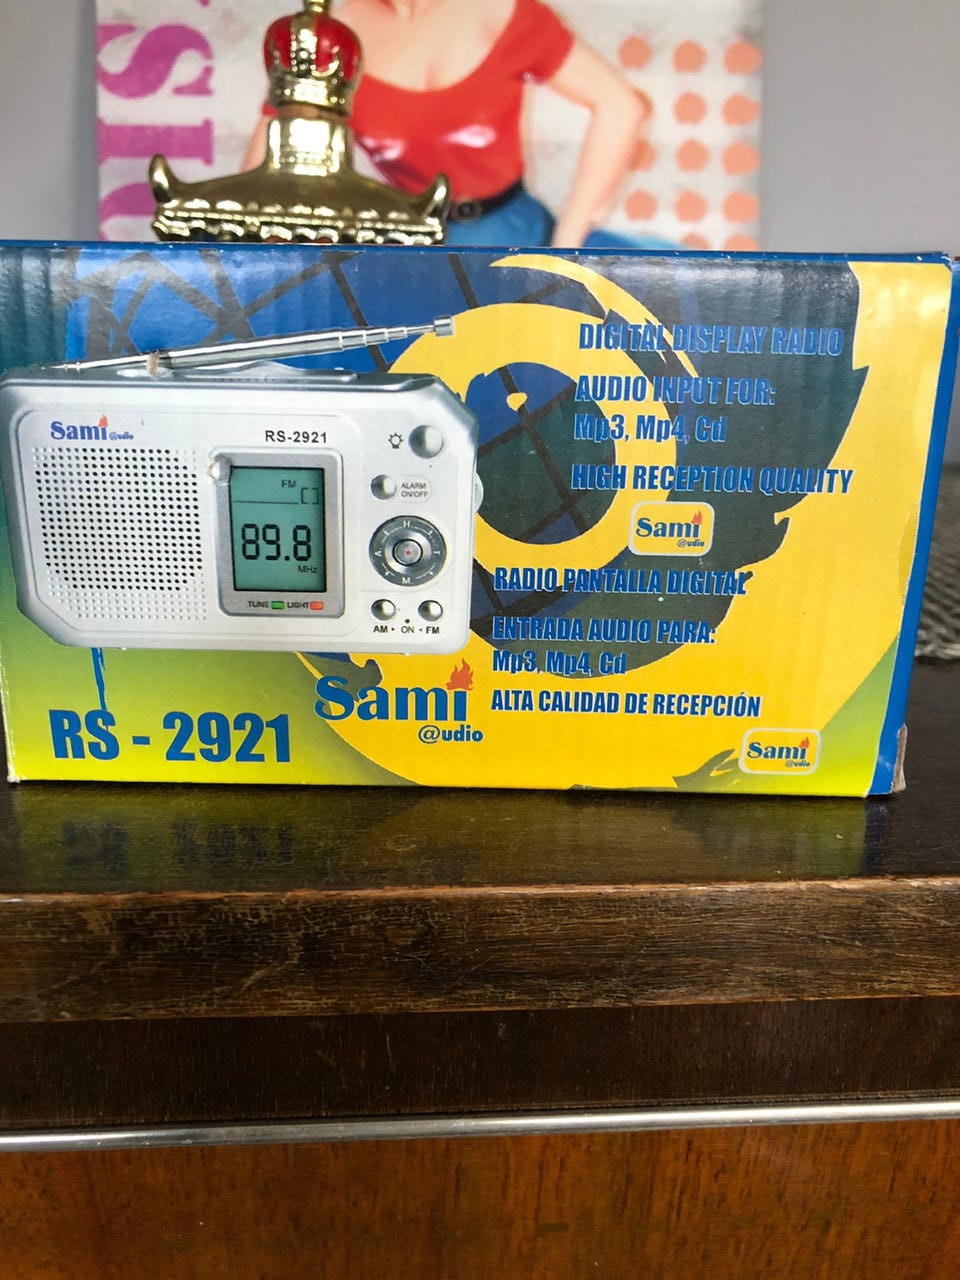 DIGITAL DISPLAY RADIO
AUDIO INPUT FOR:
Mp3, Mp4, Cd
HIGH RECEPTION QUALITY
Sami
@udio
RADIO PANTALLA DIGITAL
ENTRADA AUDIO PARA:
Mp3, Mp4, Cd
ALTA CALIDAD DE RECEPCIÓN
Sami
@udio
Sami @udio
RS-2921
FM
89.8
MHz
TUNE LIGHT
ALARM
ON/OFF
H
A T
M
AM • ON • FM
Sami
@udio
RS - 2921